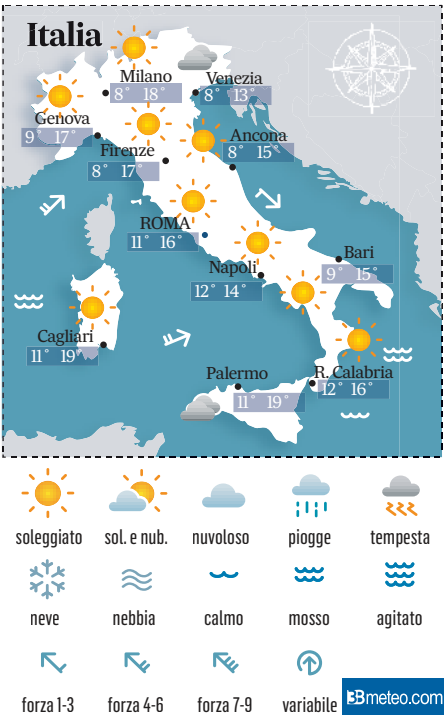 Italia
Milano
8° 18°
Venezia
8° 13°
Genova
9° 17°
Firenze
8° 17°
Ancona
8° 15°
ROMA
11° 16°
Napoli
12° 14°
Bari
9° 15°
Cagliari
11° 19°
Palermo
11° 19°
R. Calabria
12° 16°
soleggiato sol. e nub. nuvoloso piogge tempesta
neve nebbia calmo mosso agitato
forza 1-3 forza 4-6 forza 7-9 variabile
3Bmeteo.com